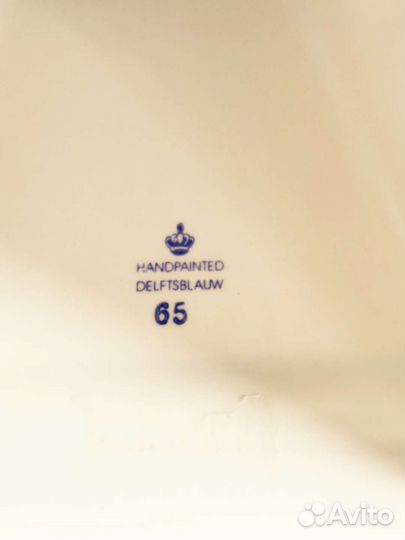 HANDPAINTED
DELFTSBLAUW
65
Avito